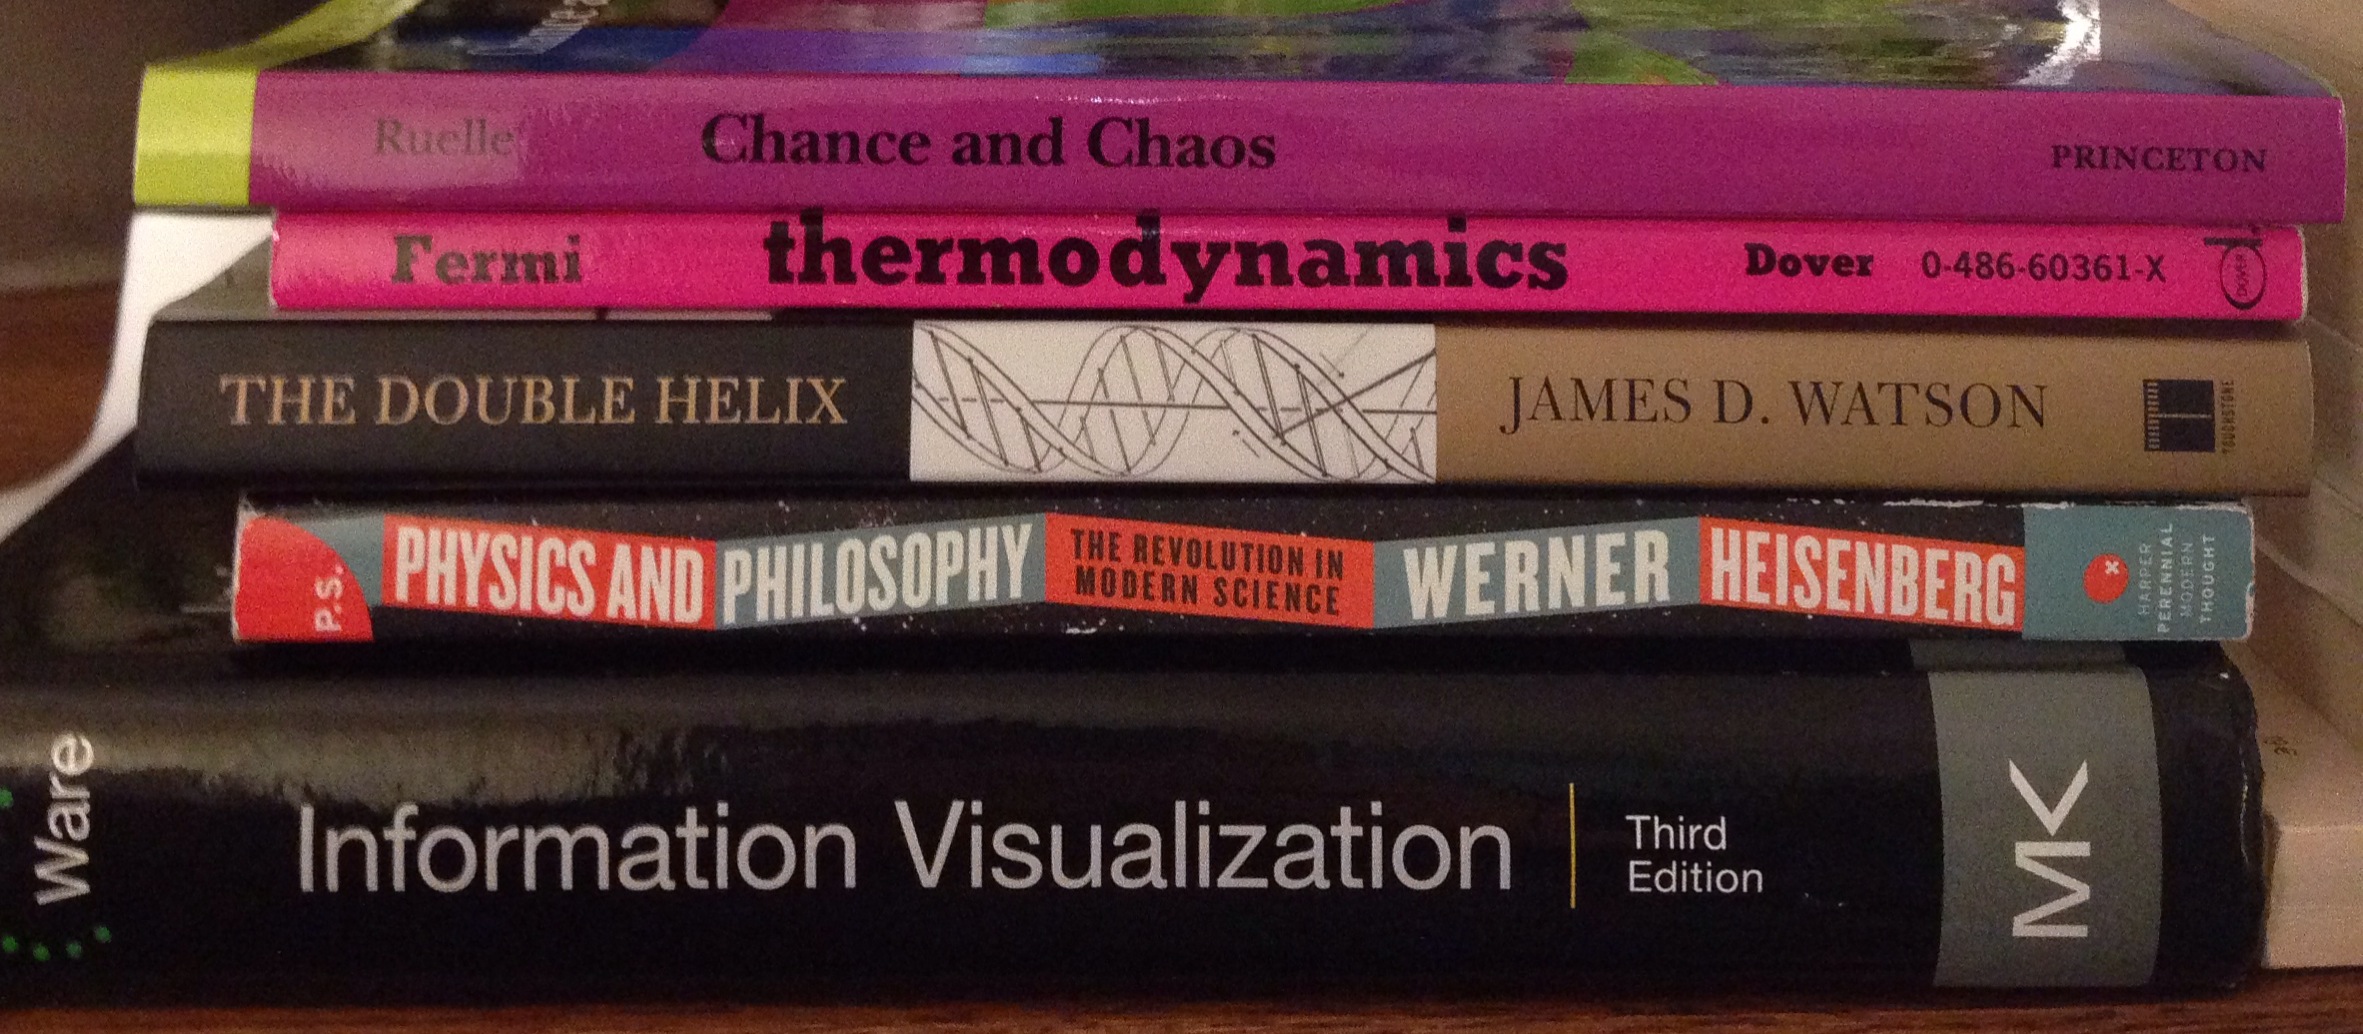 Ruelle Chance and Chaos PRINCETON
Fermi thermodynamics Dover 0-486-60361-X
DOVER
THE DOUBLE HELIX JAMES D. WATSON
TOUCHSTONE
P.S.
PHYSICS AND PHILOSOPHY
THE REVOLUTION IN
MODERN SCIENCE
WERNER HEISENBERG
HARPER
PERENNIAL
MODERN
THOUGHT
Ware
Information Visualization
Third
Edition
MK